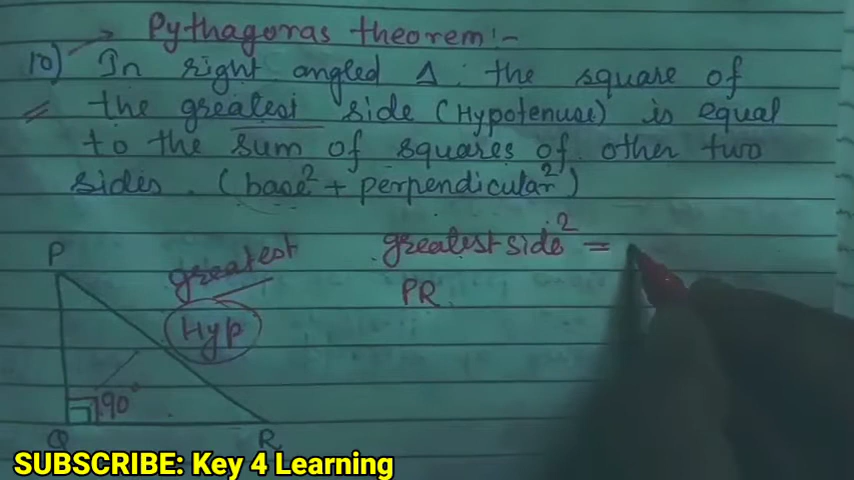 Pythagoras theorem :-
10) In right angled Δ. the square of
the greatest side (Hypotenuse) is equal
to the sum of squares of other two
sides. (base² + perpendicular²)
P
greatest
greatest side² =
PR
Hyp
90°
Q
R
SUBSCRIBE: Key 4 Learning